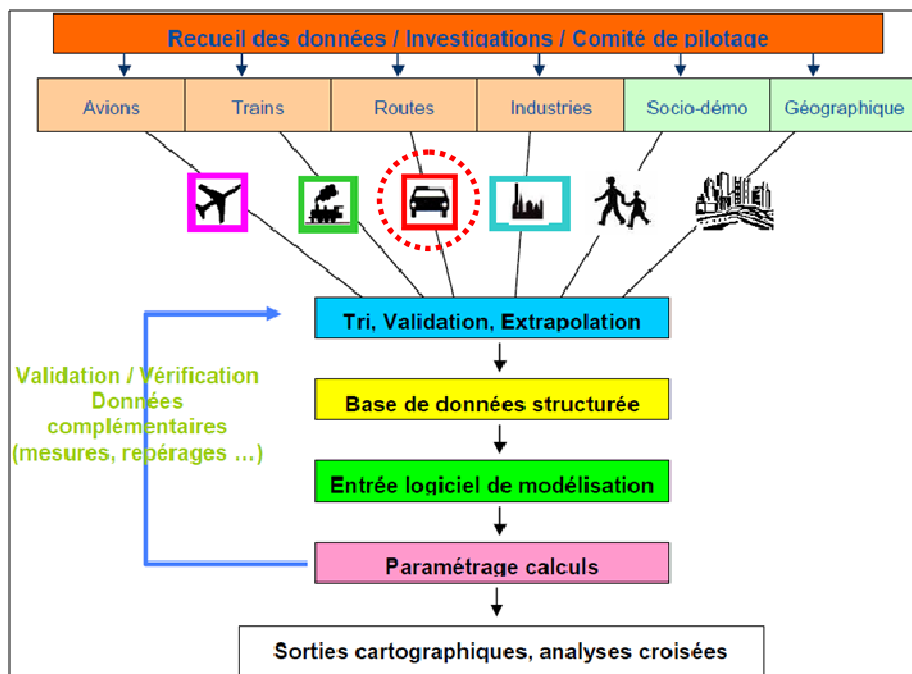 Recueil des données / Investigations / Comité de pilotage
Avions
Trains
Routes
Industries
Socio-démo
Géographique
Tri, Validation, Extrapolation
Validation / Vérification
Données
complémentaires
(mesures, repérages ...)
Base de données structurée
Entrée logiciel de modélisation
Paramétrage calculs
Sorties cartographiques, analyses croisées